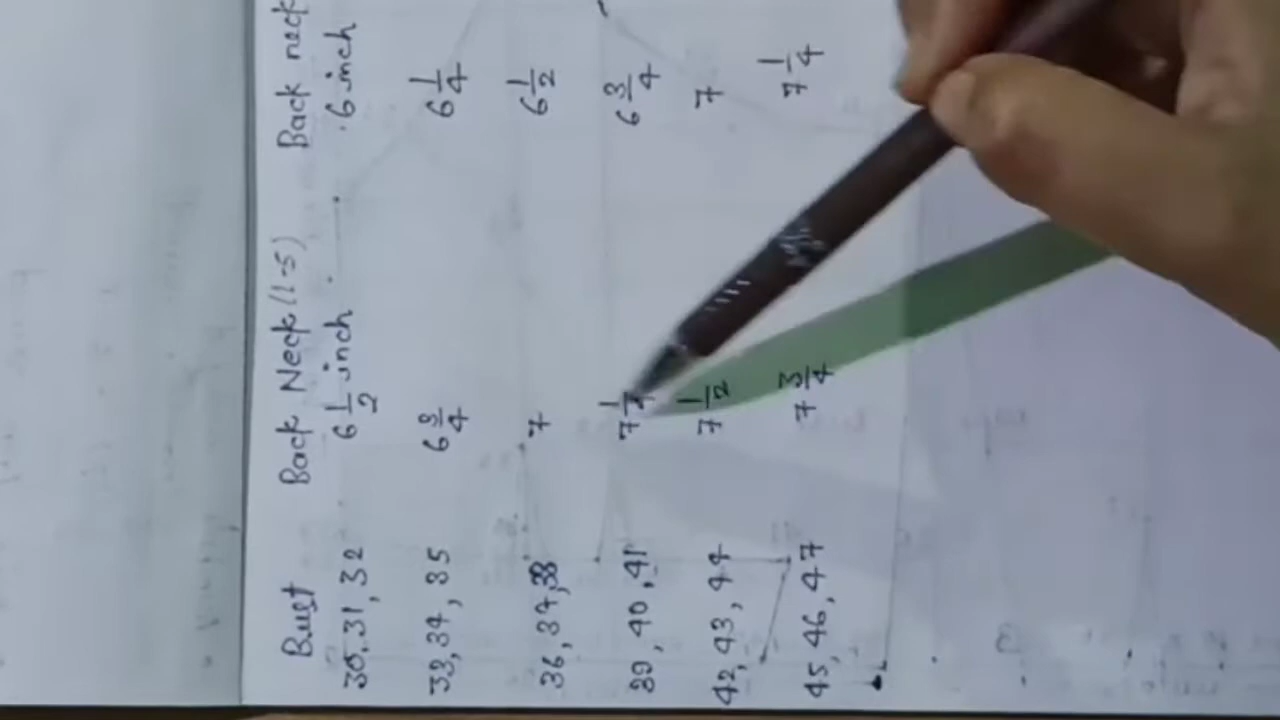 Bust Back Neck (1-5) Back neck
30, 31, 32 6 1/2 inch 6 inch
33, 34, 35 6 3/4 6 1/4
36, 37, 38 7 6 1/2
39, 40, 41 7 1/4 6 3/4
42, 43, 44 7 1/2 7
45, 46, 47 7 3/4 7 1/4